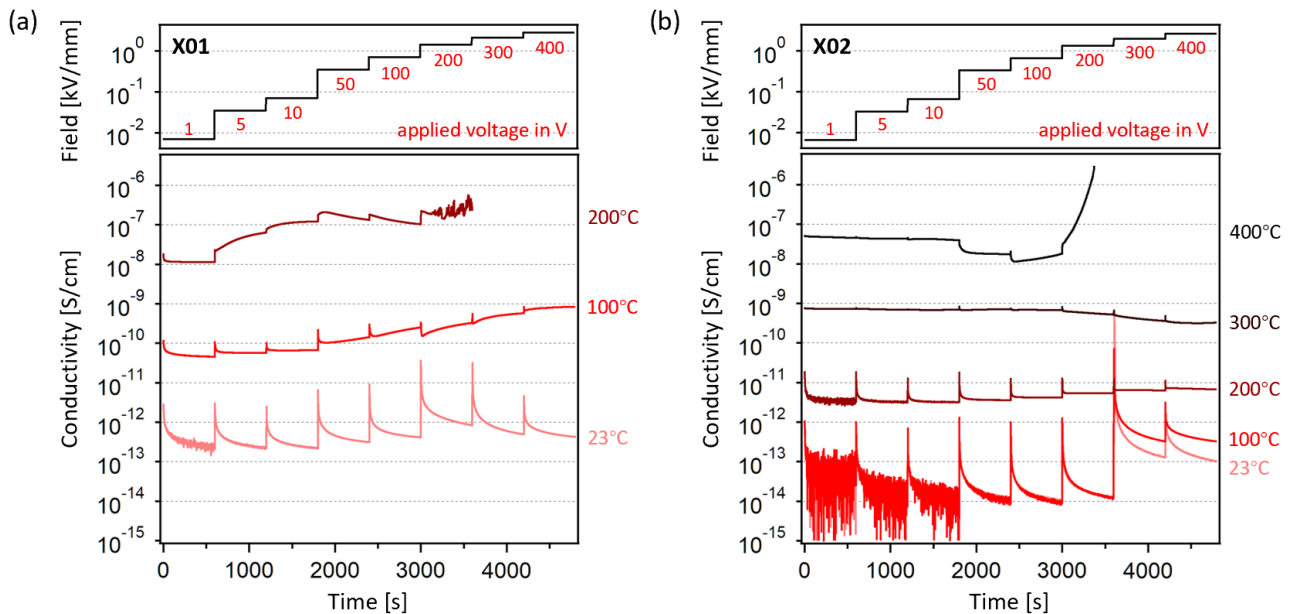 (a)
Field [kV/mm]
10⁰
10⁻¹
10⁻²
X01
1
5
10
50
100
200
300
400
applied voltage in V
Conductivity [S/cm]
10⁻⁶
10⁻⁷
10⁻⁸
10⁻⁹
10⁻¹⁰
10⁻¹¹
10⁻¹²
10⁻¹³
10⁻¹⁴
10⁻¹⁵
200°C
100°C
23°C
0
1000
2000
3000
4000
Time [s]
(b)
Field [kV/mm]
10⁰
10⁻¹
10⁻²
X02
1
5
10
50
100
200
300
400
applied voltage in V
Conductivity [S/cm]
10⁻⁶
10⁻⁷
10⁻⁸
10⁻⁹
10⁻¹⁰
10⁻¹¹
10⁻¹²
10⁻¹³
10⁻¹⁴
10⁻¹⁵
400°C
300°C
200°C
100°C
23°C
0
1000
2000
3000
4000
Time [s]